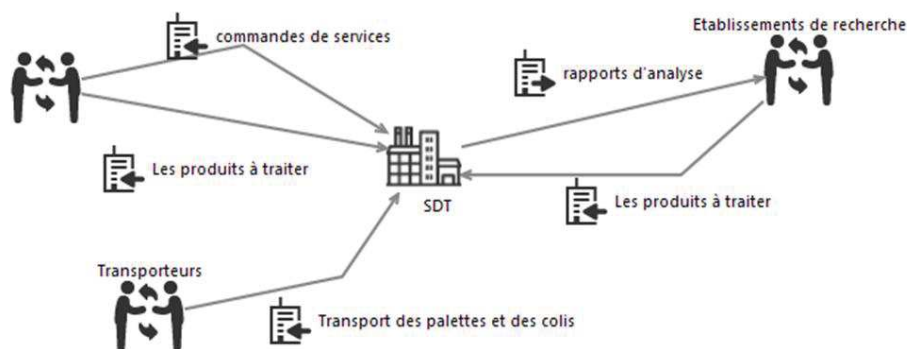 Etablissements de recherche
commandes de services
rapports d'analyse
Les produits à traiter
Les produits à traiter
SDT
Transporteurs
Transport des palettes et des colis